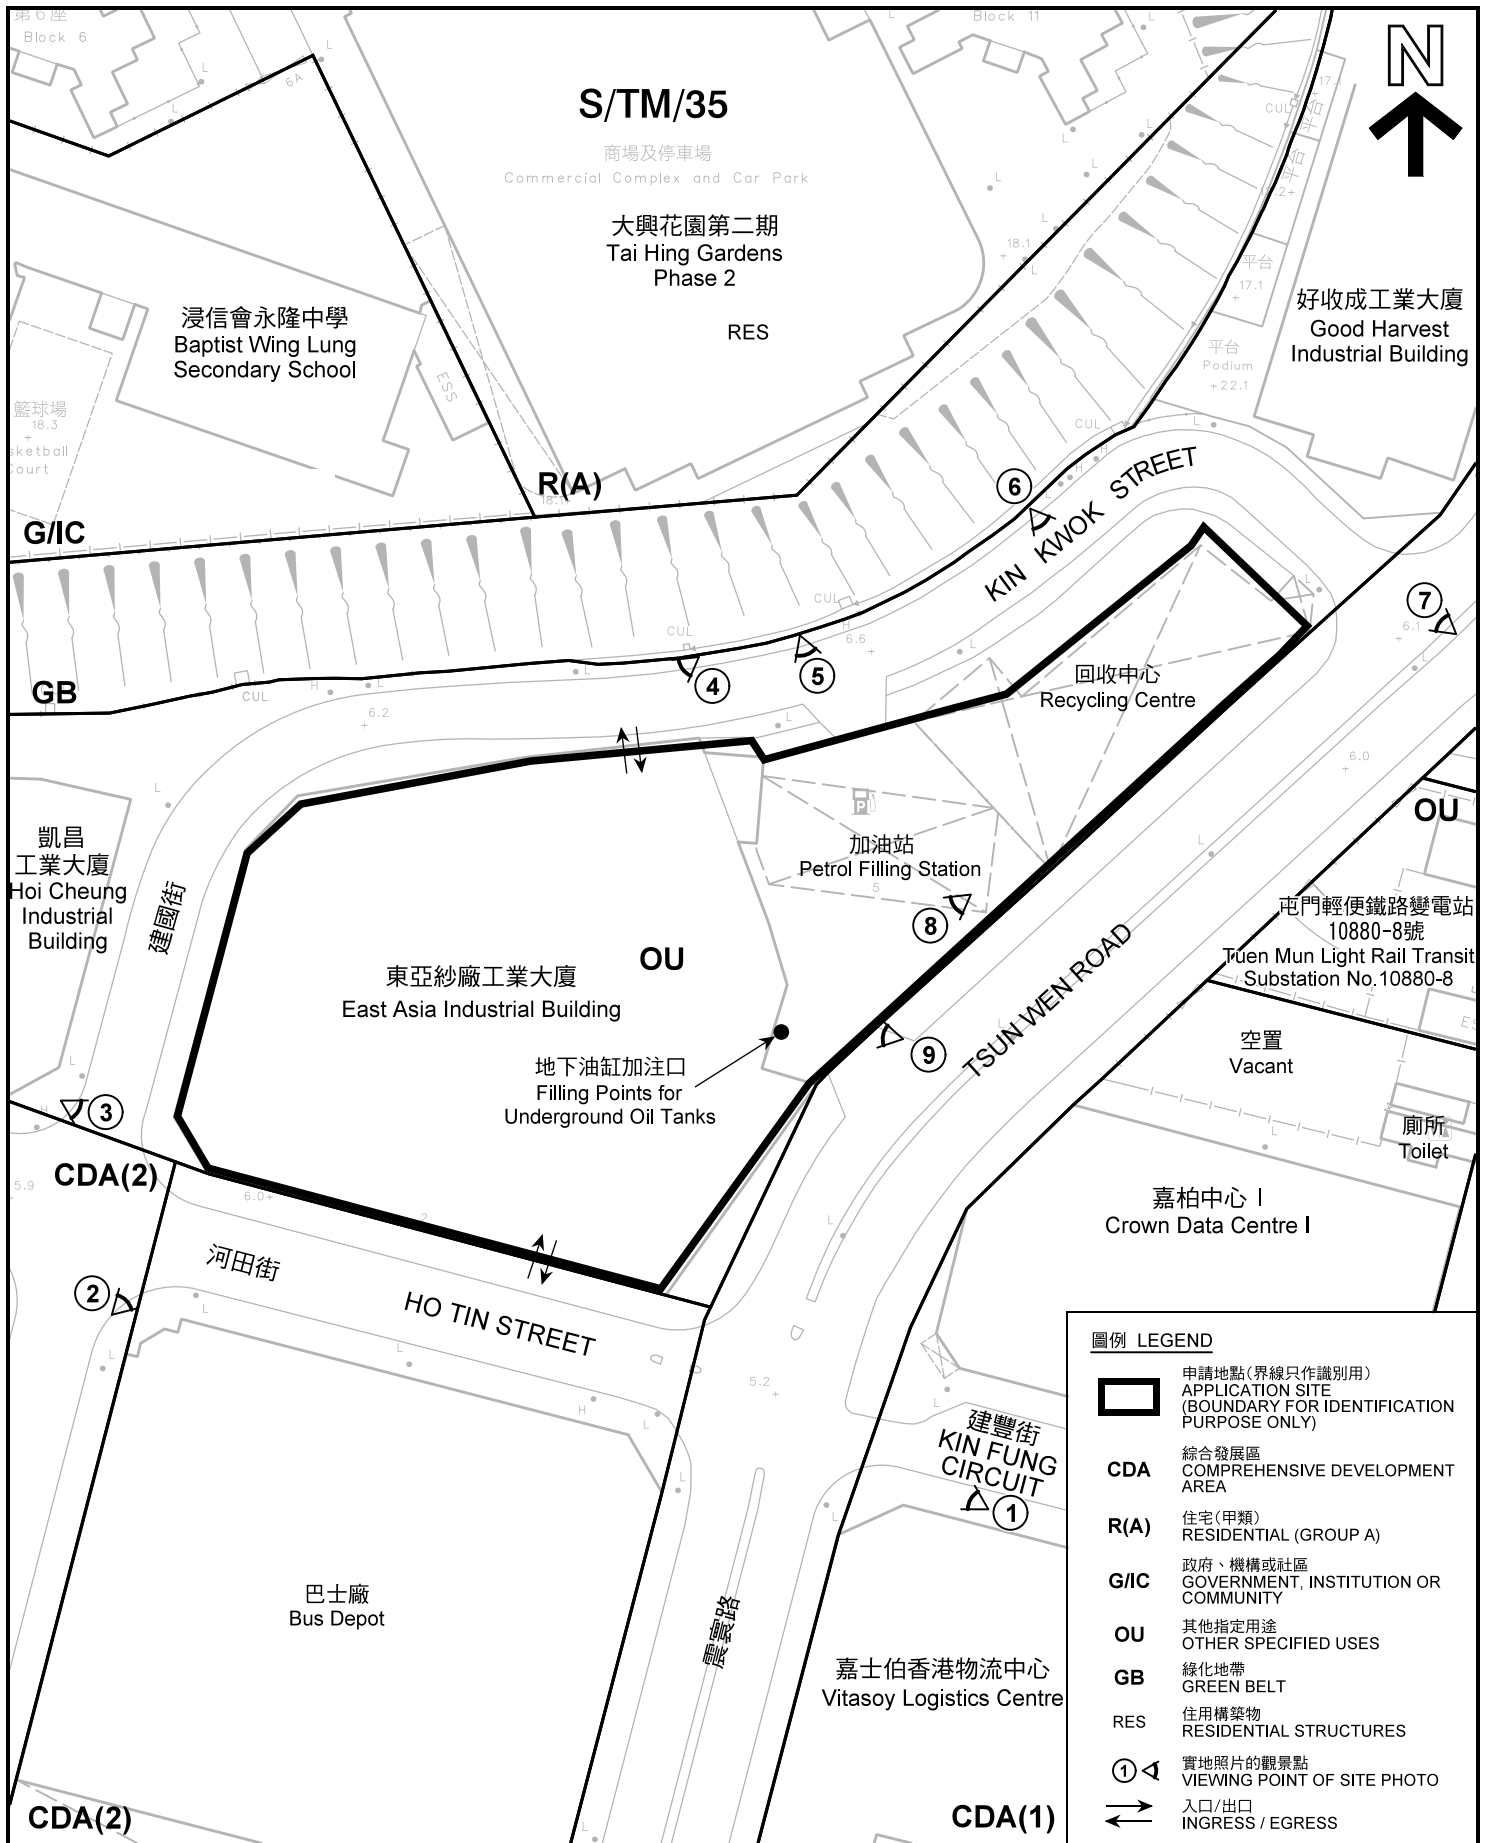 第6座
Block 6
L
L
L
6A
S/TM/35
商場及停車場
Commercial Complex and Car Park
大興花園第二期
Tai Hing Gardens
Phase 2
RES
L
Block 11
L
L
L
L
L
18.1
L
CUL
平台
平台
平台
17.1
N
浸信會永隆中學
Baptist Wing Lung
Secondary School
ESS
籃球場
18.3
sketball
Court
好收成工業大廈
Good Harvest
Industrial Building
平台
Podium
22.1
CUL
L
H
H
L
R(A)
G/IC
6
KIN KWOK STREET
L
7
6.1
L
CUL
H
6.6
CUL
L
4
5
GB
CUL
H
L
L
6.2
L
回收中心
Recycling Centre
6.0
OU
L
凱昌
工業大廈
Hoi Cheung
Industrial
Building
建國街
P
加油站
Petrol Filling Station
5
L
8
OU
東亞紗廠工業大廈
East Asia Industrial Building
屯門輕便鐵路變電站
10880-8號
Tuen Mun Light Rail Transit
Substation No.10880-8
ES
地下油缸加注口
Filling Points for
Underground Oil Tanks
9
L
TSUN WEN ROAD
空置
Vacant
L
H
3
廁所
Toilet
L
CDA(2)
5.9
6.0
2
嘉柏中心 I
Crown Data Centre I
L
河田街
HO TIN STREET
2
L
L
L
H
L
5.2
L
建豐街
KIN FUNG
CIRCUIT
1
L
L
巴士廠
Bus Depot
震寰路
嘉士伯香港物流中心
Vitasoy Logistics Centre
CDA(2)
L
CDA(1)
圖例 LEGEND
申請地點(界線只作識別用)
APPLICATION SITE
(BOUNDARY FOR IDENTIFICATION
PURPOSE ONLY)
CDA
綜合發展區
COMPREHENSIVE DEVELOPMENT
AREA
R(A)
住宅(甲類)
RESIDENTIAL (GROUP A)
G/IC
政府、機構或社區
GOVERNMENT, INSTITUTION OR
COMMUNITY
OU
其他指定用途
OTHER SPECIFIED USES
GB
綠化地帶
GREEN BELT
RES
住用構築物
RESIDENTIAL STRUCTURES
1
實地照片的觀景點
VIEWING POINT OF SITE PHOTO
入口/出口
INGRESS / EGRESS